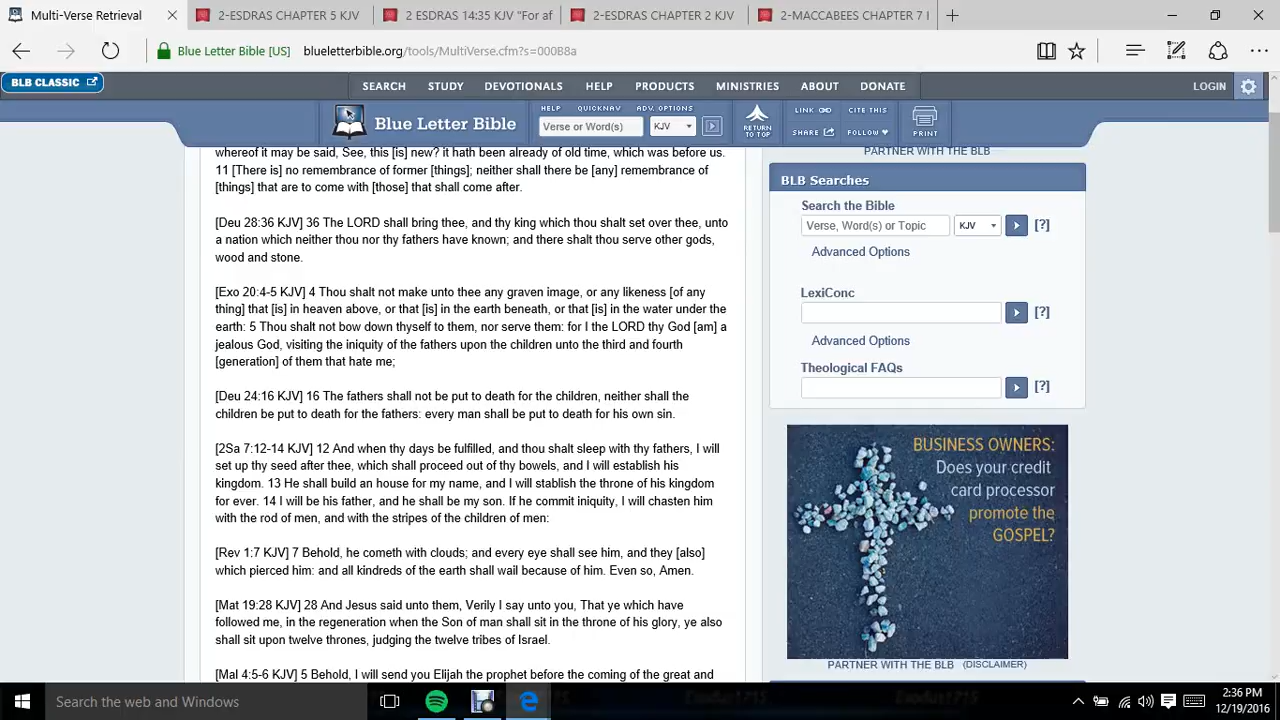 Multi-Verse Retrieval
2-ESDRAS CHAPTER 5 KJV
2 ESDRAS 14:35 KJV "For af
2-ESDRAS CHAPTER 2 KJV
2-MACCABEES CHAPTER 7 
Blue Letter Bible [US]
blueletterbible.org/tools/MultiVerse.cfm?s=000B8a
BLB CLASSIC
SEARCH STUDY DEVOTIONALS HELP PRODUCTS MINISTRIES ABOUT DONATE
LOGIN
Blue Letter Bible
HELP QUICKNAV ADV. OPTIONS
Verse or Word(s)
KJV
RETURN TO TOP
LINK
CITE THIS
SHARE
FOLLOW
PRINT
whereof it may be said, See, this [is] new? it hath been already of old time, which was before us.
11 [There is] no remembrance of former [things]; neither shall there be [any] remembrance of
[things] that are to come with [those] that shall come after.
[Deu 28:36 KJV] 36 The LORD shall bring thee, and thy king which thou shalt set over thee, unto
a nation which neither thou nor thy fathers have known; and there shalt thou serve other gods,
wood and stone.
[Exo 20:4-5 KJV] 4 Thou shalt not make unto thee any graven image, or any likeness [of any
thing] that [is] in heaven above, or that [is] in the earth beneath, or that [is] in the water under the
earth: 5 Thou shalt not bow down thyself to them, nor serve them: for I the LORD thy God [am] a
jealous God, visiting the iniquity of the fathers upon the children unto the third and fourth
[generation] of them that hate me;
[Deu 24:16 KJV] 16 The fathers shall not be put to death for the children, neither shall the
children be put to death for the fathers: every man shall be put to death for his own sin.
[2Sa 7:12-14 KJV] 12 And when thy days be fulfilled, and thou shalt sleep with thy fathers, I will
set up thy seed after thee, which shall proceed out of thy bowels, and I will establish his
kingdom. 13 He shall build an house for my name, and I will stablish the throne of his kingdom
for ever. 14 I will be his father, and he shall be my son. If he commit iniquity, I will chasten him
with the rod of men, and with the stripes of the children of men:
[Rev 1:7 KJV] 7 Behold, he cometh with clouds; and every eye shall see him, and they [also]
which pierced him: and all kindreds of the earth shall wail because of him. Even so, Amen.
[Mat 19:28 KJV] 28 And Jesus said unto them, Verily I say unto you, That ye which have
followed me, in the regeneration when the Son of man shall sit in the throne of his glory, ye also
shall sit upon twelve thrones, judging the twelve tribes of Israel.
[Mal 4:5-6 KJV] 5 Behold, I will send you Elijah the prophet before the coming of the great and
PARTNER WITH THE BLB
BLB Searches
Search the Bible
Verse, Word(s) or Topic
KJV
[?]
Advanced Options
LexiConc
[?]
Advanced Options
Theological FAQs
[?]
BUSINESS OWNERS:
Does your credit
card processor
promote the
GOSPEL?
PARTNER WITH THE BLB (DISCLAIMER)
Search the web and Windows
2:36 PM
12/19/2016